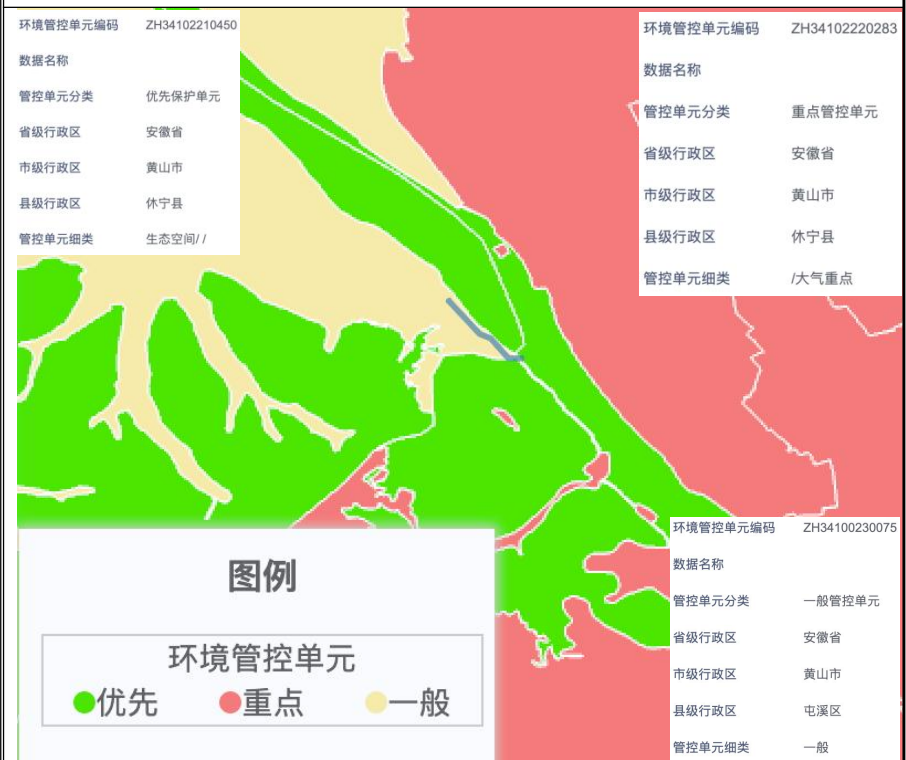 环境管控单元编码 ZH34102210450
数据名称
管控单元分类 优先保护单元
省级行政区 安徽省
市级行政区 黄山市
县级行政区 休宁县
管控单元细类 生态空间/ /
环境管控单元编码 ZH34102220283
数据名称
管控单元分类 重点管控单元
省级行政区 安徽省
市级行政区 黄山市
县级行政区 休宁县
管控单元细类 /大气重点
图例
环境管控单元
优先 重点 一般
环境管控单元编码 ZH34100230075
数据名称
管控单元分类 一般管控单元
省级行政区 安徽省
市级行政区 黄山市
县级行政区 屯溪区
管控单元细类 一般